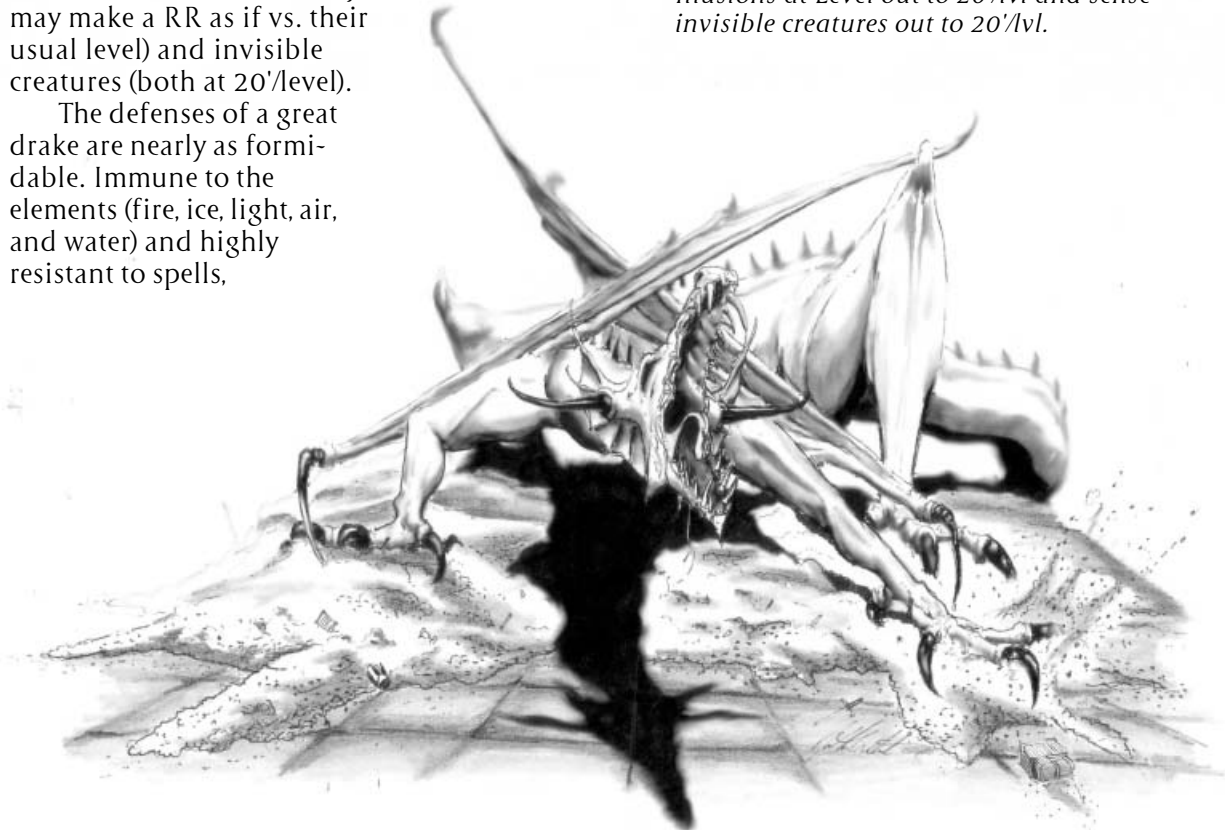 may make a RR as if vs. their
usual level) and invisible
creatures (both at 20'/level).
The defenses of a great
drake are nearly as formi-
dable. Immune to the
elements (fire, ice, light, air,
and water) and highly
resistant to spells,
invisible creatures out to 20'/lvl.